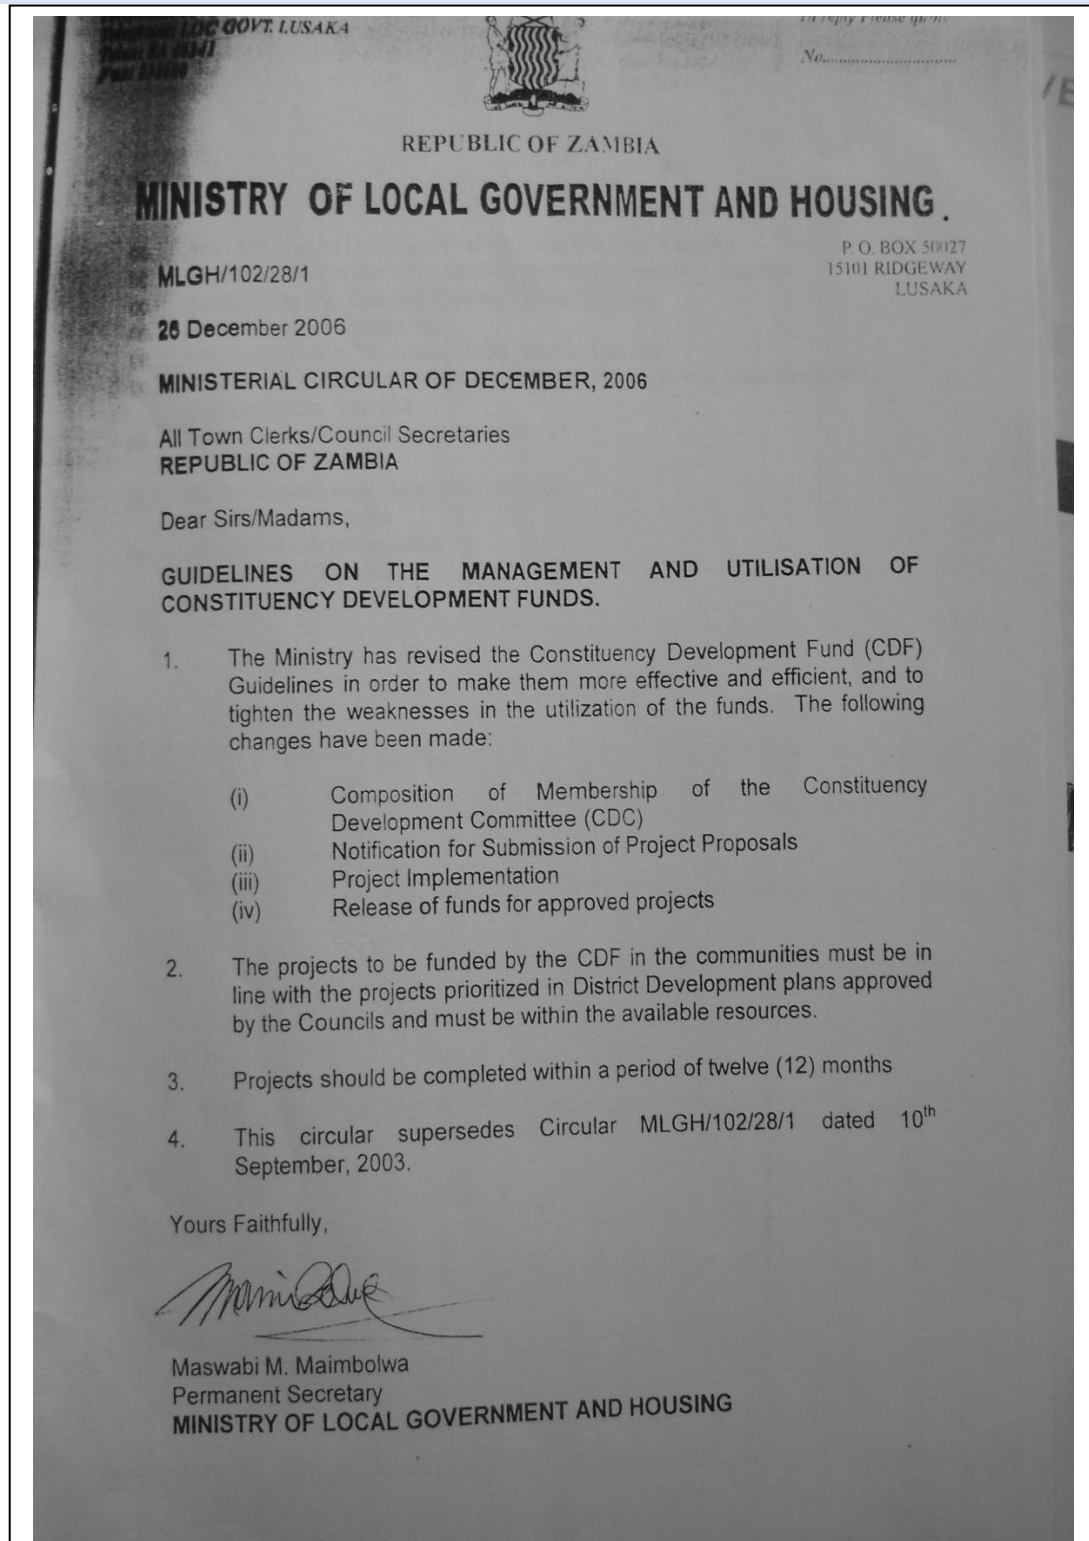 LOC GOVT. LUSAKA
In reply Please quote
No.............................
REPUBLIC OF ZAMBIA
MINISTRY OF LOCAL GOVERNMENT AND HOUSING.
P. O. BOX 50027
15101 RIDGEWAY
LUSAKA
MLGH/102/28/1
26 December 2006
MINISTERIAL CIRCULAR OF DECEMBER, 2006
All Town Clerks/Council Secretaries
REPUBLIC OF ZAMBIA
Dear Sirs/Madams,
GUIDELINES ON THE MANAGEMENT AND UTILISATION OF
CONSTITUENCY DEVELOPMENT FUNDS.
1. The Ministry has revised the Constituency Development Fund (CDF)
Guidelines in order to make them more effective and efficient, and to
tighten the weaknesses in the utilization of the funds. The following
changes have been made:
(i) Composition of Membership of the Constituency
Development Committee (CDC)
(ii) Notification for Submission of Project Proposals
(iii) Project Implementation
(iv) Release of funds for approved projects
2. The projects to be funded by the CDF in the communities must be in
line with the projects prioritized in District Development plans approved
by the Councils and must be within the available resources.
3. Projects should be completed within a period of twelve (12) months
4. This circular supersedes Circular MLGH/102/28/1 dated 10th
September, 2003.
Yours Faithfully,
Maswabi M. Maimbolwa
Permanent Secretary
MINISTRY OF LOCAL GOVERNMENT AND HOUSING